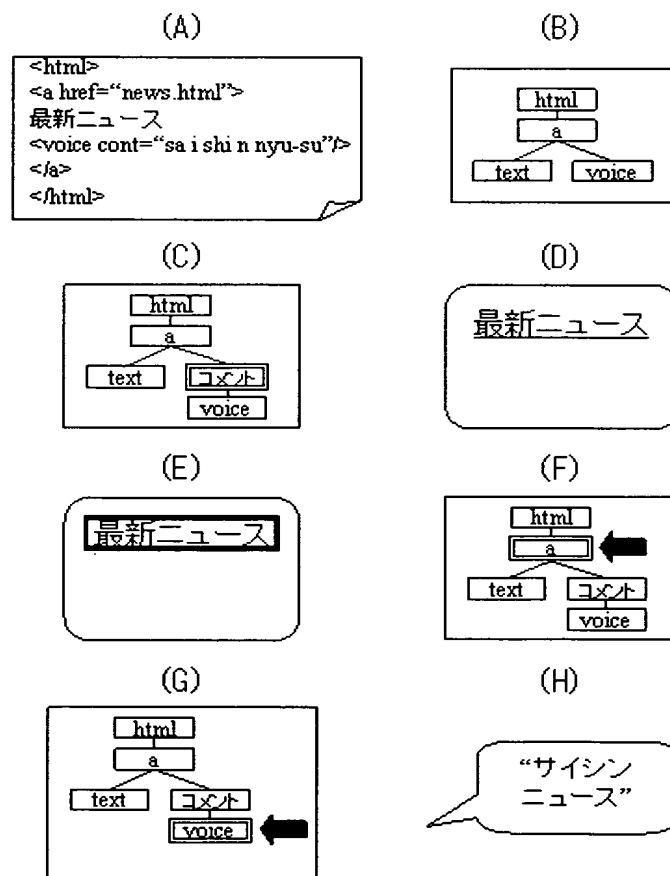 (A)
<html>
<a href=“news.html”>
最新ニュース
<voice cont=“sa i shi n nyu-su”/>
</a>
</html>
(B)
html
a
text voice
(C)
html
a
text コメント
voice
(D)
最新ニュース
(E)
最新ニュース
(F)
html
a
text コメント
voice
(G)
html
a
text コメント
voice
(H)
“サイシン
ニュース”